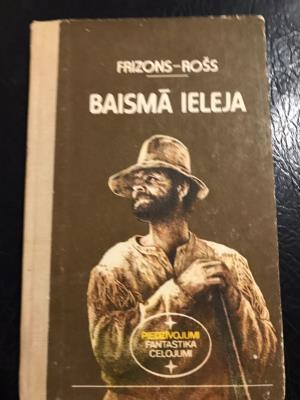 FRIZONS–ROŠS
BAISMĀ IELEJA
PIEDZĪVOJUMI
FANTASTIKA
CEĻOJUMI